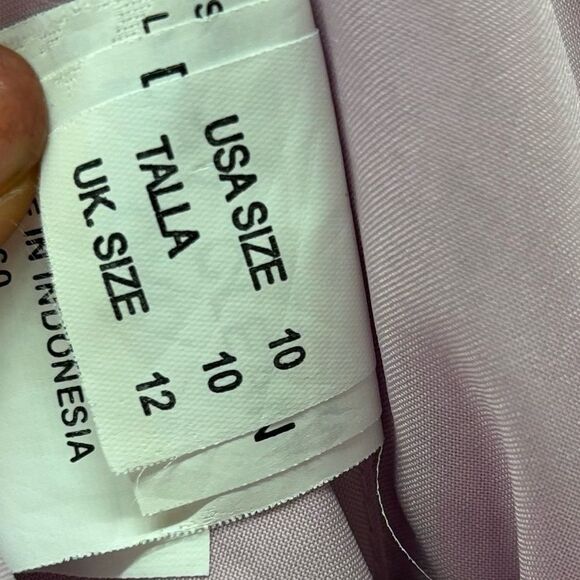 USA SIZE 10
TALLA 10
UK. SIZE 12
IN INDONESIA